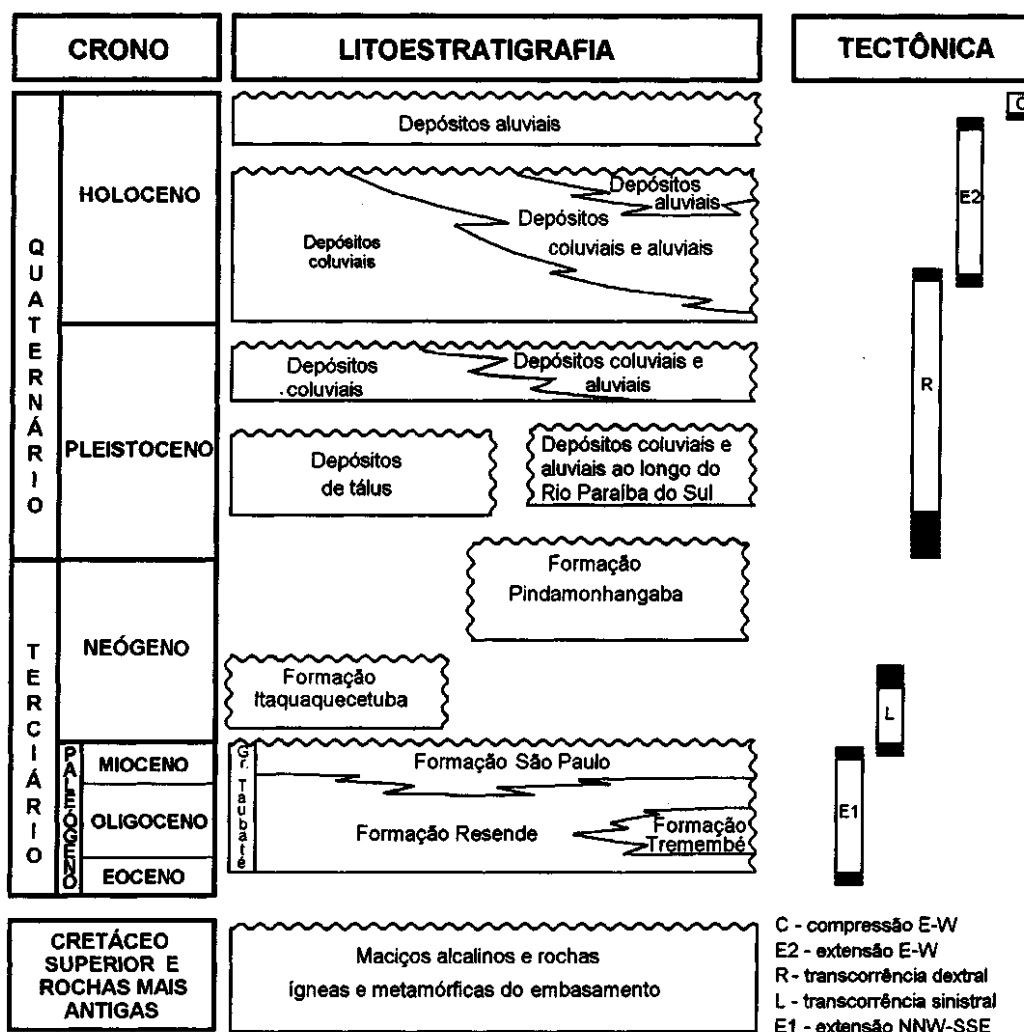 CRONO
LITOESTRATIGRAFIA
TECTÔNICA
QUATERNÁRIO
HOLOCENO
PLEISTOCENO
TERCIÁRIO
NEÓGENO
PALEÓGENO
MIOCENO
OLIGOCENO
EOCENO
CRETÁCEO
SUPERIOR E
ROCHAS MAIS
ANTIGAS
Depósitos aluviais
Depósitos
aluviais
Depósitos
coluviais e aluviais
Depósitos
coluviais
Depósitos
coluviais
Depósitos coluviais e
aluviais
Depósitos
de tálus
Depósitos coluviais e
aluviais ao longo do
Rio Paraíba do Sul
Formação
Pindamonhangaba
Formação
Itaquaquecetuba
Gr. Taubaté
Formação São Paulo
Formação Resende
Formação
Tremembé
Maciços alcalinos e rochas
ígneas e metamórficas do embasamento
C
E2
R
L
E1
C - compressão E-W
E2 - extensão E-W
R - transcorrência dextral
L - transcorrência sinistral
E1 - extensão NNW-SSE